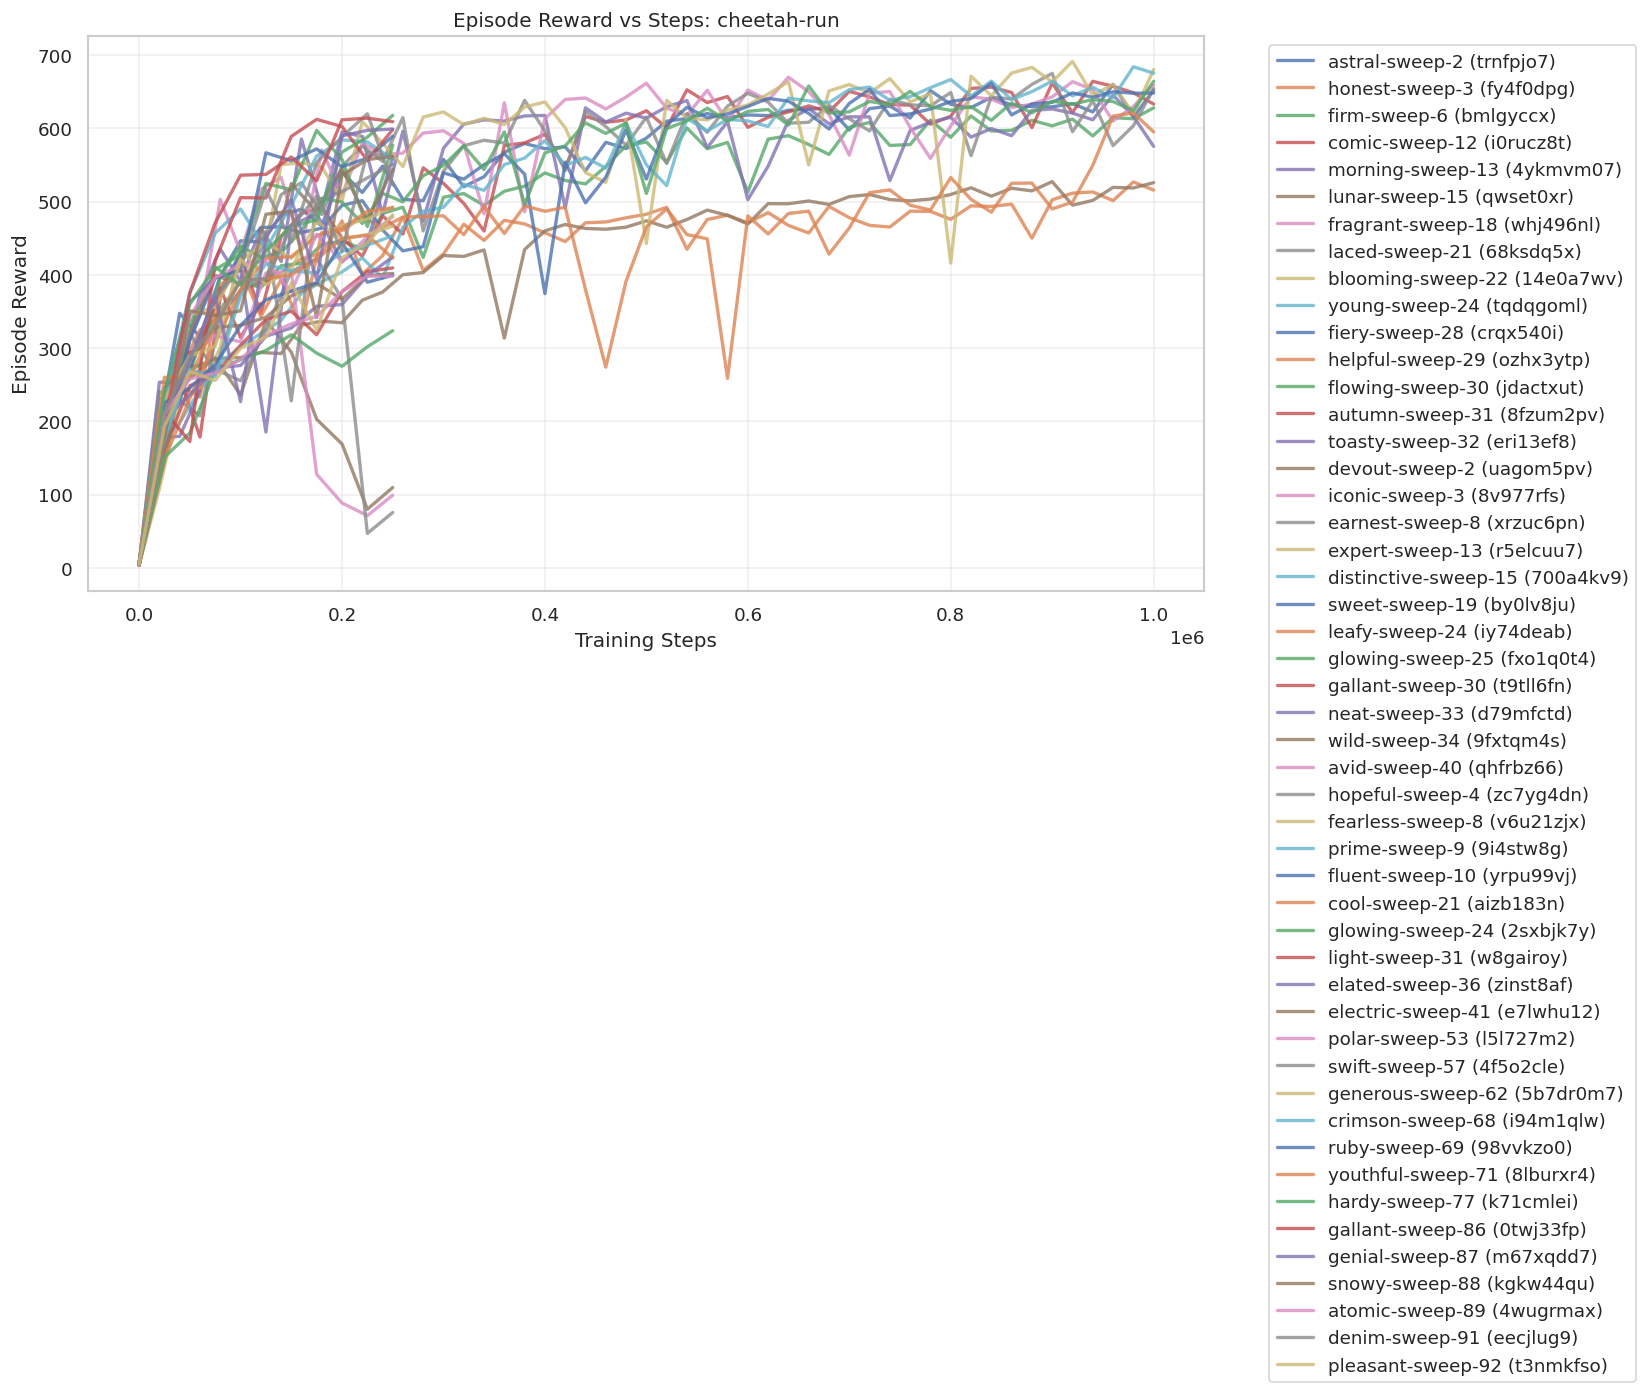 Episode Reward vs Steps: cheetah-run
Episode Reward
700
600
500
400
300
200
100
0
0.0
0.2
0.4
0.6
0.8
1.0
1e6
Training Steps
astral-sweep-2 (trnfpjo7)
honest-sweep-3 (fy4f0dpg)
firm-sweep-6 (bmlgyccx)
comic-sweep-12 (i0rucz8t)
morning-sweep-13 (4ykmvm07)
lunar-sweep-15 (qwset0xr)
fragrant-sweep-18 (whj496nl)
laced-sweep-21 (68ksdq5x)
blooming-sweep-22 (14e0a7wv)
young-sweep-24 (tqdqgoml)
fiery-sweep-28 (crqx540i)
helpful-sweep-29 (ozhx3ytp)
flowing-sweep-30 (jdactxut)
autumn-sweep-31 (8fzum2pv)
toasty-sweep-32 (eri13ef8)
devout-sweep-2 (uagom5pv)
iconic-sweep-3 (8v977rfs)
earnest-sweep-8 (xrzuc6pn)
expert-sweep-13 (r5elcuu7)
distinctive-sweep-15 (700a4kv9)
sweet-sweep-19 (by0lv8ju)
leafy-sweep-24 (iy74deab)
glowing-sweep-25 (fxo1q0t4)
gallant-sweep-30 (t9tll6fn)
neat-sweep-33 (d79mfctd)
wild-sweep-34 (9fxtqm4s)
avid-sweep-40 (qhfrbz66)
hopeful-sweep-4 (zc7yg4dn)
fearless-sweep-8 (v6u21zjx)
prime-sweep-9 (9i4stw8g)
fluent-sweep-10 (yrpu99vj)
cool-sweep-21 (aizb183n)
glowing-sweep-24 (2sxbjk7y)
light-sweep-31 (w8gairoy)
elated-sweep-36 (zinst8af)
electric-sweep-41 (e7lwhu12)
polar-sweep-53 (l5l727m2)
swift-sweep-57 (4f5o2cle)
generous-sweep-62 (5b7dr0m7)
crimson-sweep-68 (i94m1qlw)
ruby-sweep-69 (98vvkzo0)
youthful-sweep-71 (8lburxr4)
hardy-sweep-77 (k71cmlei)
gallant-sweep-86 (0twj33fp)
genial-sweep-87 (m67xqdd7)
snowy-sweep-88 (kgkw44qu)
atomic-sweep-89 (4wugrmax)
denim-sweep-91 (eecjlug9)
pleasant-sweep-92 (t3nmkfso)